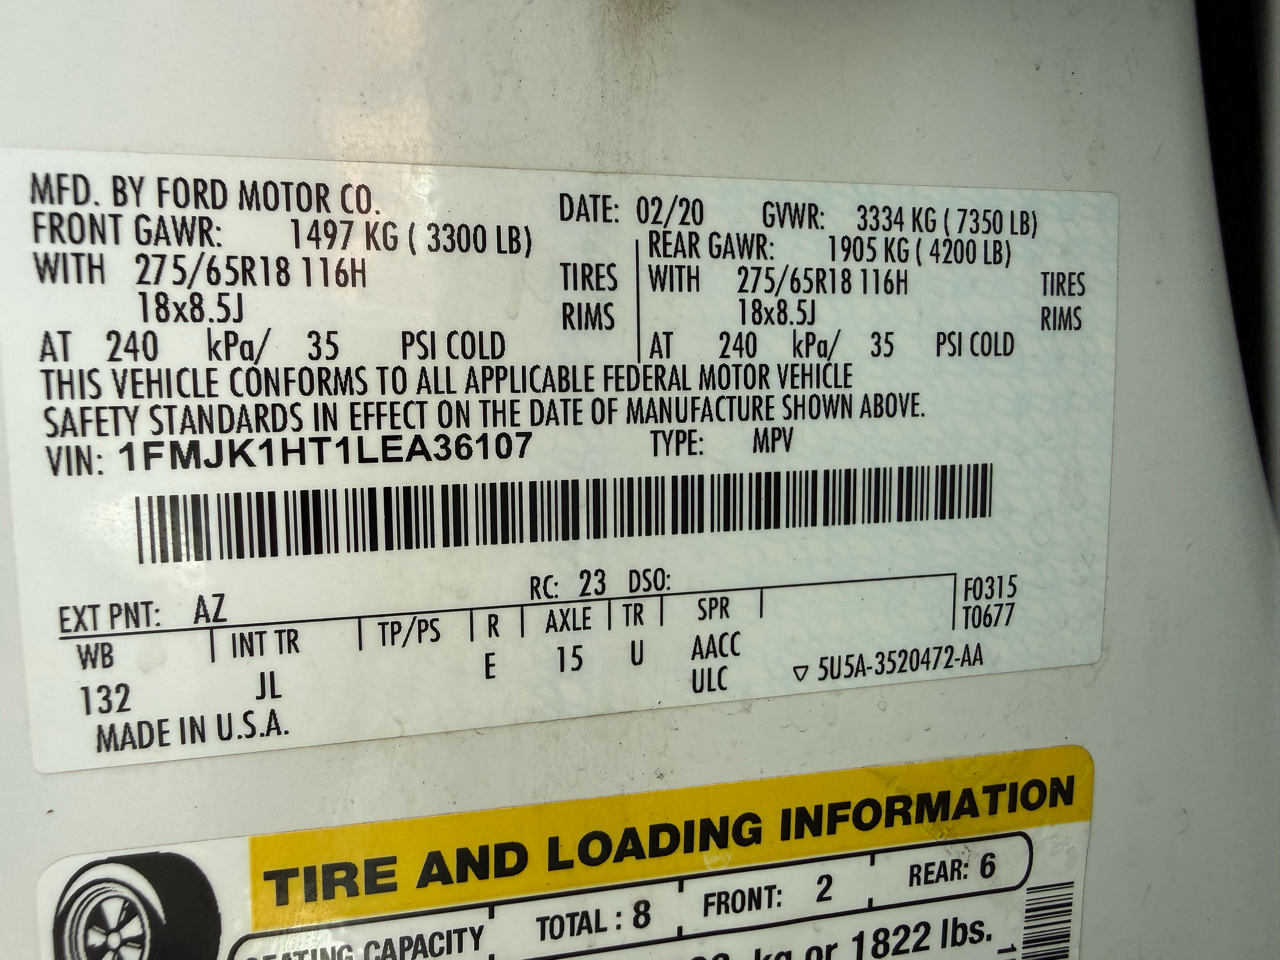 MFD. BY FORD MOTOR CO. DATE: 02/20 GVWR: 3334 KG ( 7350 LB)
FRONT GAWR: 1497 KG ( 3300 LB) REAR GAWR: 1905 KG ( 4200 LB)
WITH 275/65R18 116H TIRES WITH 275/65R18 116H TIRES
18x8.5J RIMS 18x8.5J RIMS
AT 240 kPa/ 35 PSI COLD AT 240 kPa/ 35 PSI COLD
THIS VEHICLE CONFORMS TO ALL APPLICABLE FEDERAL MOTOR VEHICLE
SAFETY STANDARDS IN EFFECT ON THE DATE OF MANUFACTURE SHOWN ABOVE.
VIN: 1FMJK1HT1LEA36107 TYPE: MPV
EXT PNT: AZ RC: 23 DSO:
WB INT TR TP/PS R AXLE TR SPR F0315
T0677
132 JL E 15 U AACC
ULC ▽ 5U5A-3520472-AA
MADE IN U.S.A.
TIRE AND LOADING INFORMATION
SEATING CAPACITY TOTAL : 8 FRONT: 2 REAR: 6
kg or 1822 lbs.